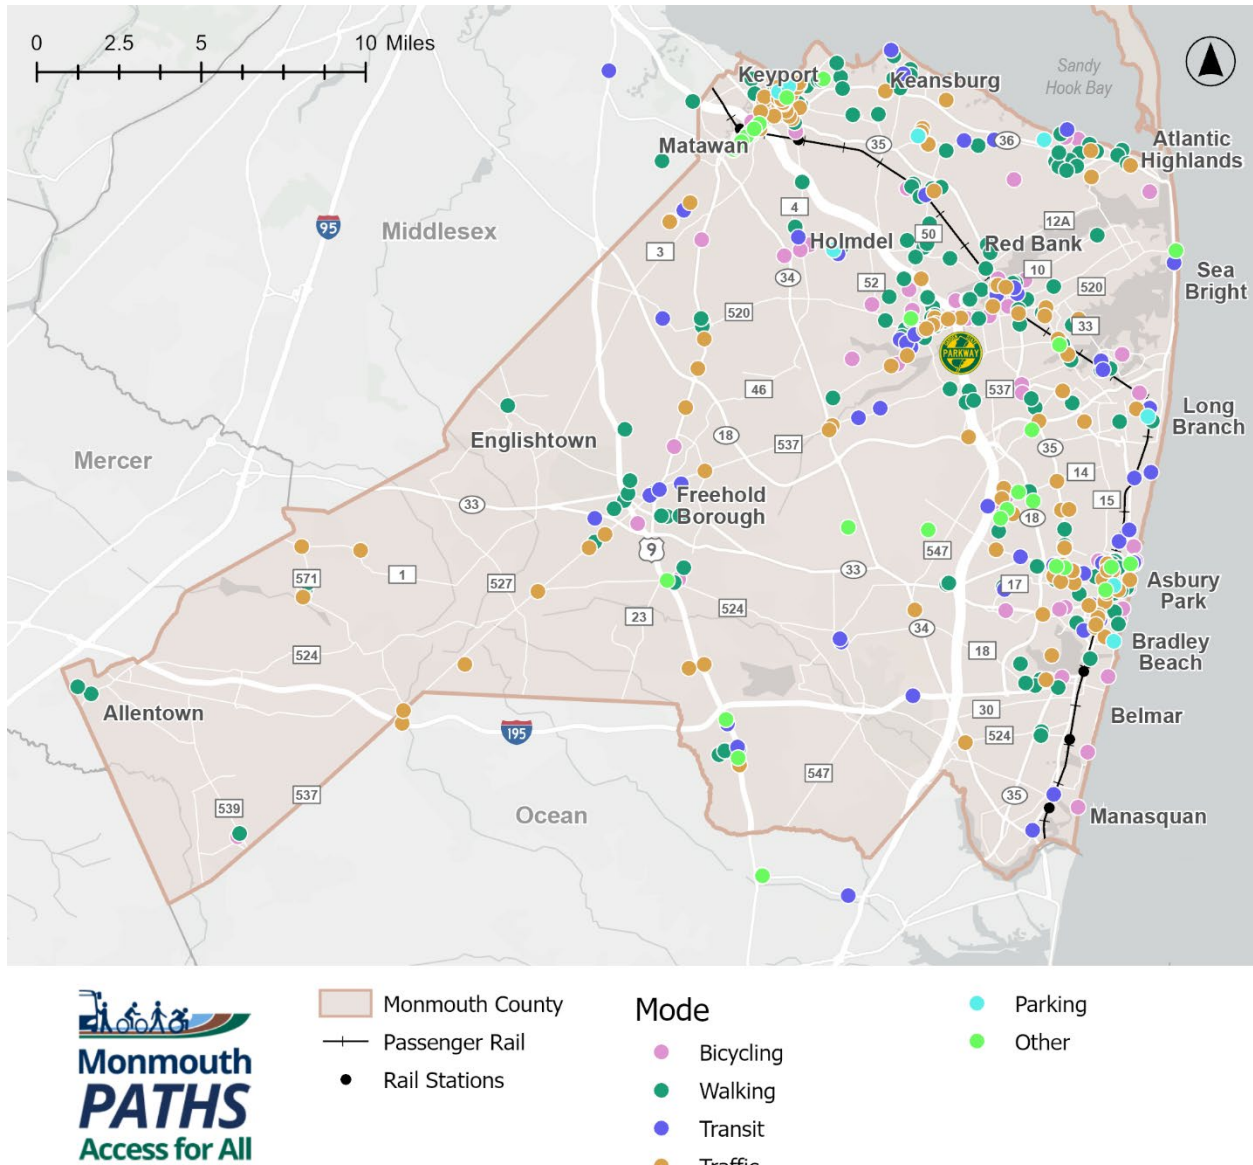 0 2.5 5 10 Miles
Keyport
Keansburg
Sandy
Hook Bay
Matawan
35
36
Atlantic
Highlands
95
Middlesex
4
12A
3
Holmdel
50
Red Bank
34
52
10
Sea
Bright
520
520
33
PARKWAY
46
537
Long
Branch
Englishtown
18
537
35
Mercer
14
33
Freehold
Borough
15
18
9
547
571
1
527
33
17
Asbury
Park
23
524
34
524
18
Bradley
Beach
Allentown
30
Belmar
195
524
547
539
537
35
Ocean
Manasquan
Monmouth
PATHS
Access for All
Monmouth County
Passenger Rail
Rail Stations
Mode
Bicycling
Walking
Transit
Traffic
Parking
Other